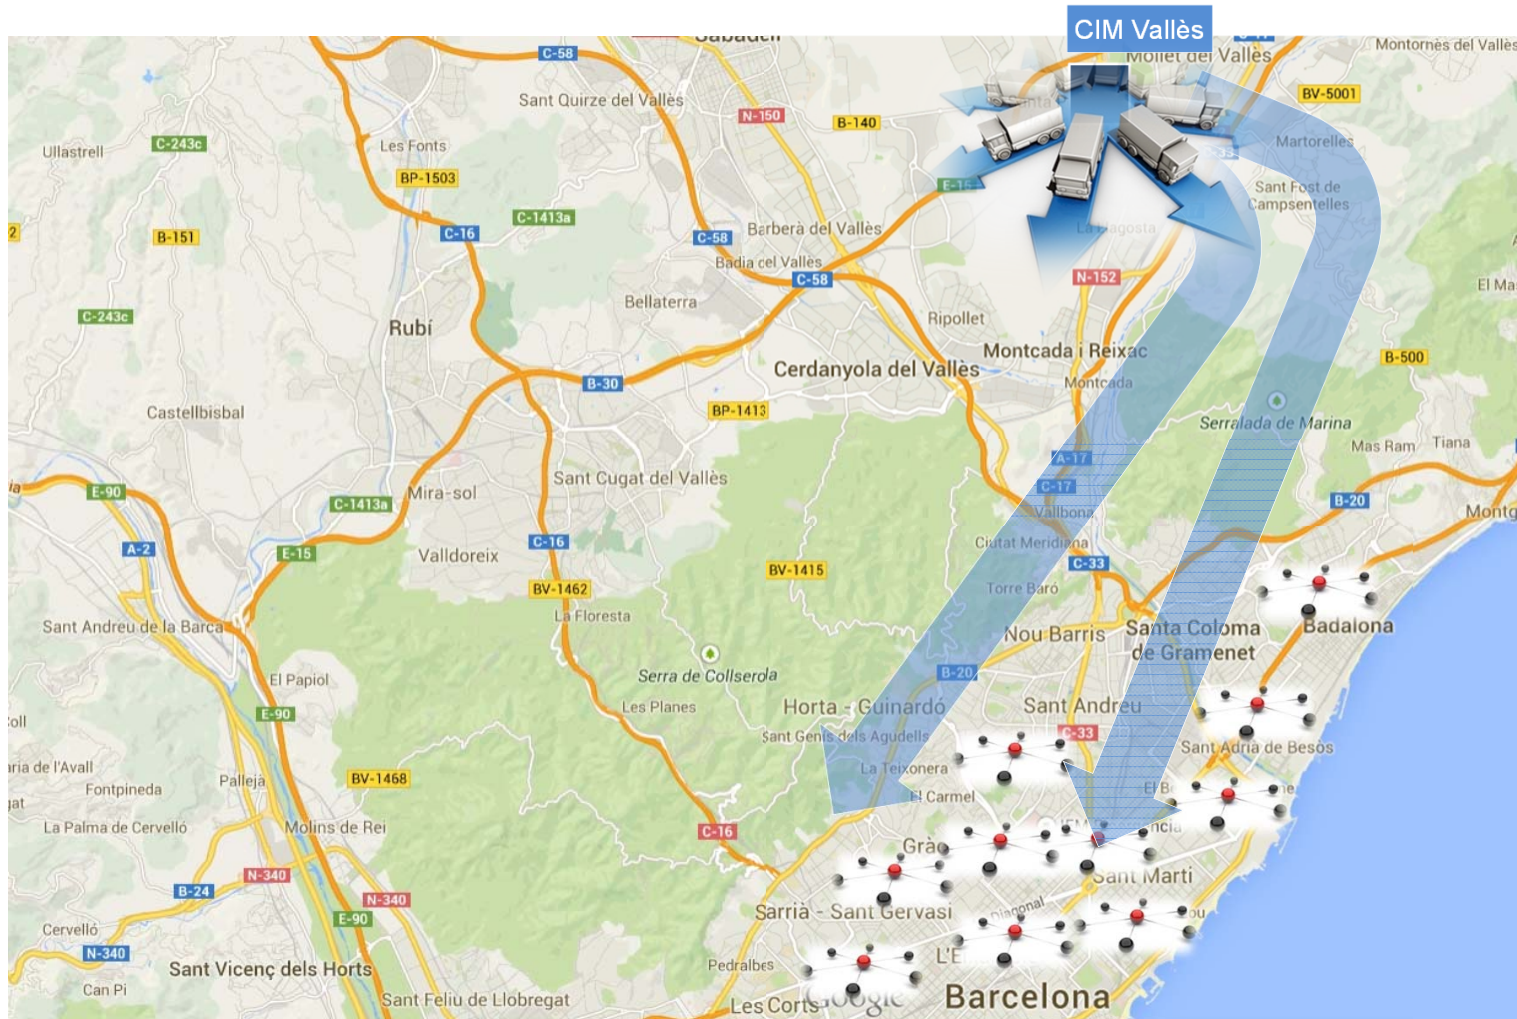 CIM Vallès
Sabadell
C-58
Mollet del Vallès
Montornès del Vallès
Sant Quirze del Vallès
N-150
B-140
BV-5001
Ullastrell
C-243c
Les Fonts
Martorelles
C-33
BP-1503
E-15
Sant Fost de
Campsentelles
C-1413a
B-151
C-16
C-58
Barberà del Vallès
La Llagosta
Badia del Vallès
C-58
N-152
Bellaterra
C-243c
Rubí
Ripollet
Montcada i Reixac
B-500
Cerdanyola del Vallès
Montcada
B-30
Castellbisbal
BP-1413
Serralada de Marina
Mas Ram
Tiana
A-17
Sant Cugat del Vallès
E-90
Mira-sol
C-17
C-1413a
B-20
Vallbona
A-2
E-15
Valldoreix
C-16
Ciutat Meridiana
BV-1415
C-33
BV-1462
Torre Baró
La Floresta
Sant Andreu de la Barca
Nou Barris
Santa Coloma
de Gramenet
Badalona
El Papiol
Serra de Collserola
B-20
Les Planes
Horta - Guinardó
Sant Andreu
E-90
Sant Genís dels Agudells
C-33
Sant Adrià de Besòs
La Teixonera
BV-1468
Pallejà
Fontpineda
El Carmel
La Palma de Cervelló
Molins de Rei
C-16
Sant Martí
N-340
B-24
N-340
Sarrià - Sant Gervasi
Diagonal
E-90
Cervelló
N-340
Sant Vicenç dels Horts
Pedralbes
Can Pi
Sant Feliu de Llobregat
Les Corts
Google
Barcelona